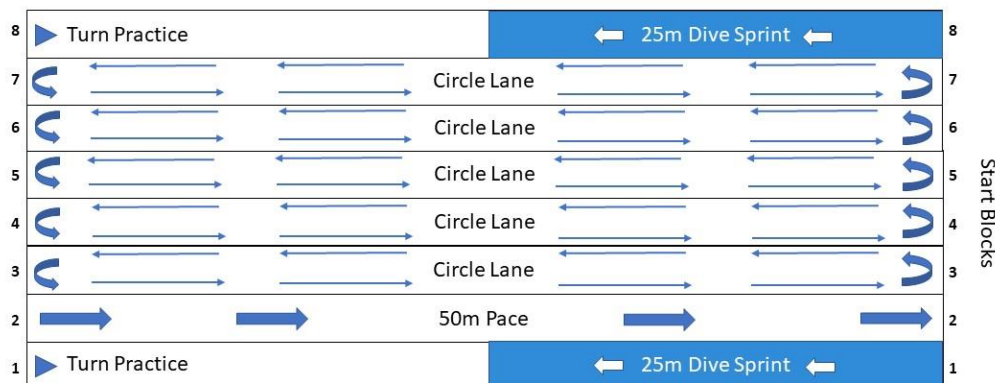 8 Turn Practice 25m Dive Sprint 8
7 Circle Lane 7
6 Circle Lane 6
5 Circle Lane 5
4 Circle Lane 4
3 Circle Lane 3
2 50m Pace 2
1 Turn Practice 25m Dive Sprint 1
Start Blocks